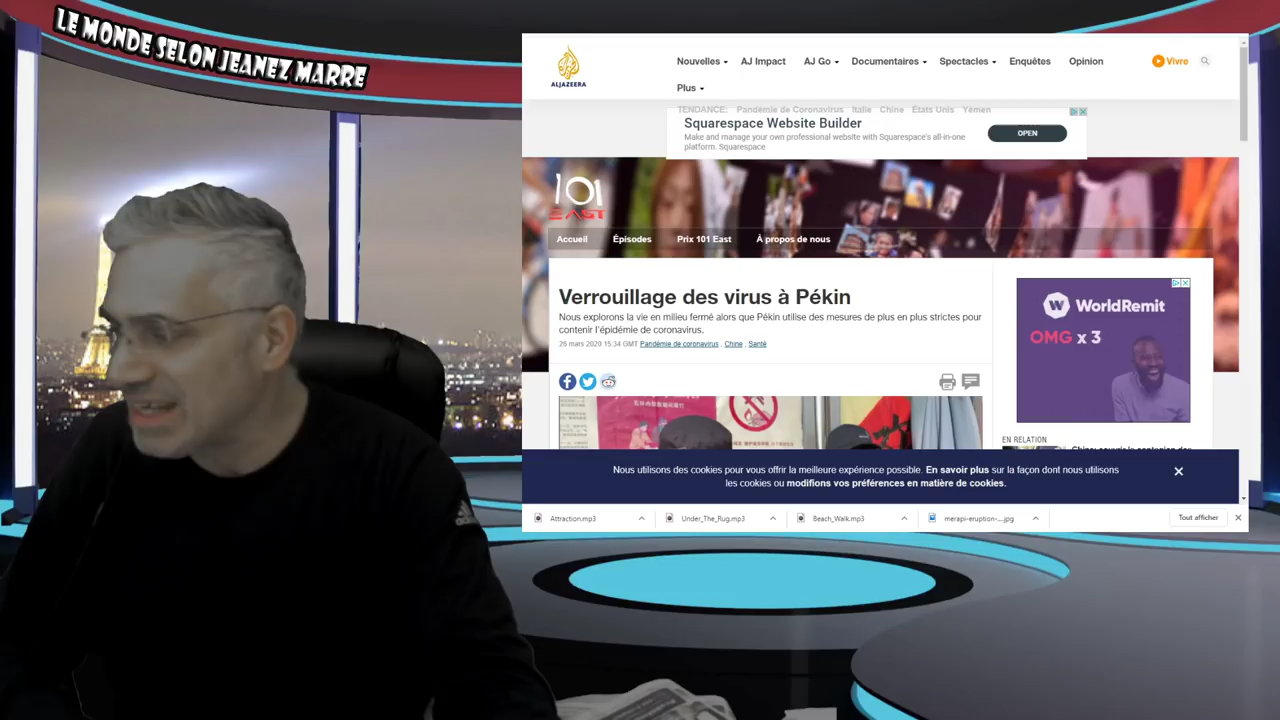 LE MONDE SELON JEANEZ MARRE
ALJAZEERA
Nouvelles AJ Impact AJ Go Documentaires Spectacles Enquêtes Opinion Vivre
Plus
TENDANCE: Pandémie de Coronavirus Italie Chine États Unis Yémen
Squarespace Website Builder
Make and manage your own professional website with Squarespace's all-in-one
platform. Squarespace
OPEN
101
EAST
Accueil Épisodes Prix 101 East À propos de nous
Verrouillage des virus à Pékin
Nous explorons la vie en milieu fermé alors que Pékin utilise des mesures de plus en plus strictes pour
contenir l'épidémie de coronavirus.
26 mars 2020 15:34 GMT Pandémie de coronavirus , Chine , Santé
WorldRemit
OMG x 3
EN RELATION
Nous utilisons des cookies pour vous offrir la meilleure expérience possible. En savoir plus sur la façon dont nous utilisons
les cookies ou modifions vos préférences en matière de cookies.
Attraction.mp3 Under_The_Rug.mp3 Beach_Walk.mp3 merapi-eruption-....jpg Tout afficher
adidas